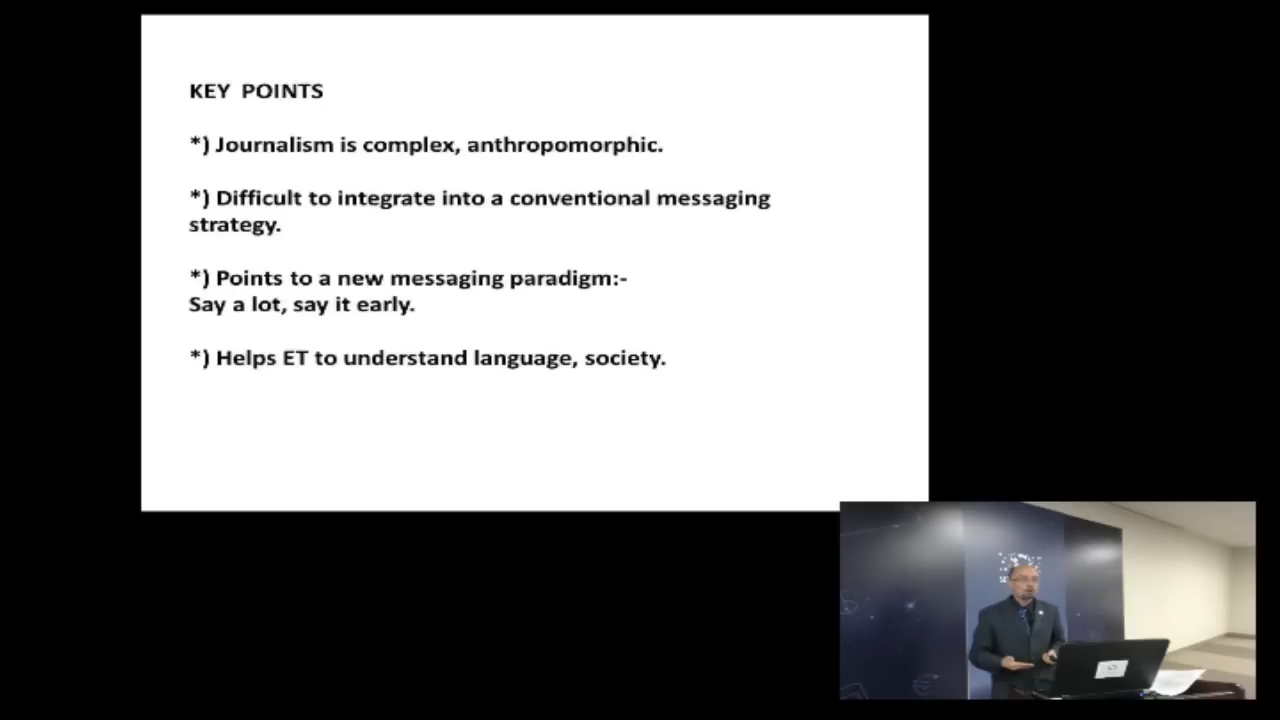 KEY POINTS
*) Journalism is complex, anthropomorphic.
*) Difficult to integrate into a conventional messaging
strategy.
*) Points to a new messaging paradigm:-
Say a lot, say it early.
*) Helps ET to understand language, society.